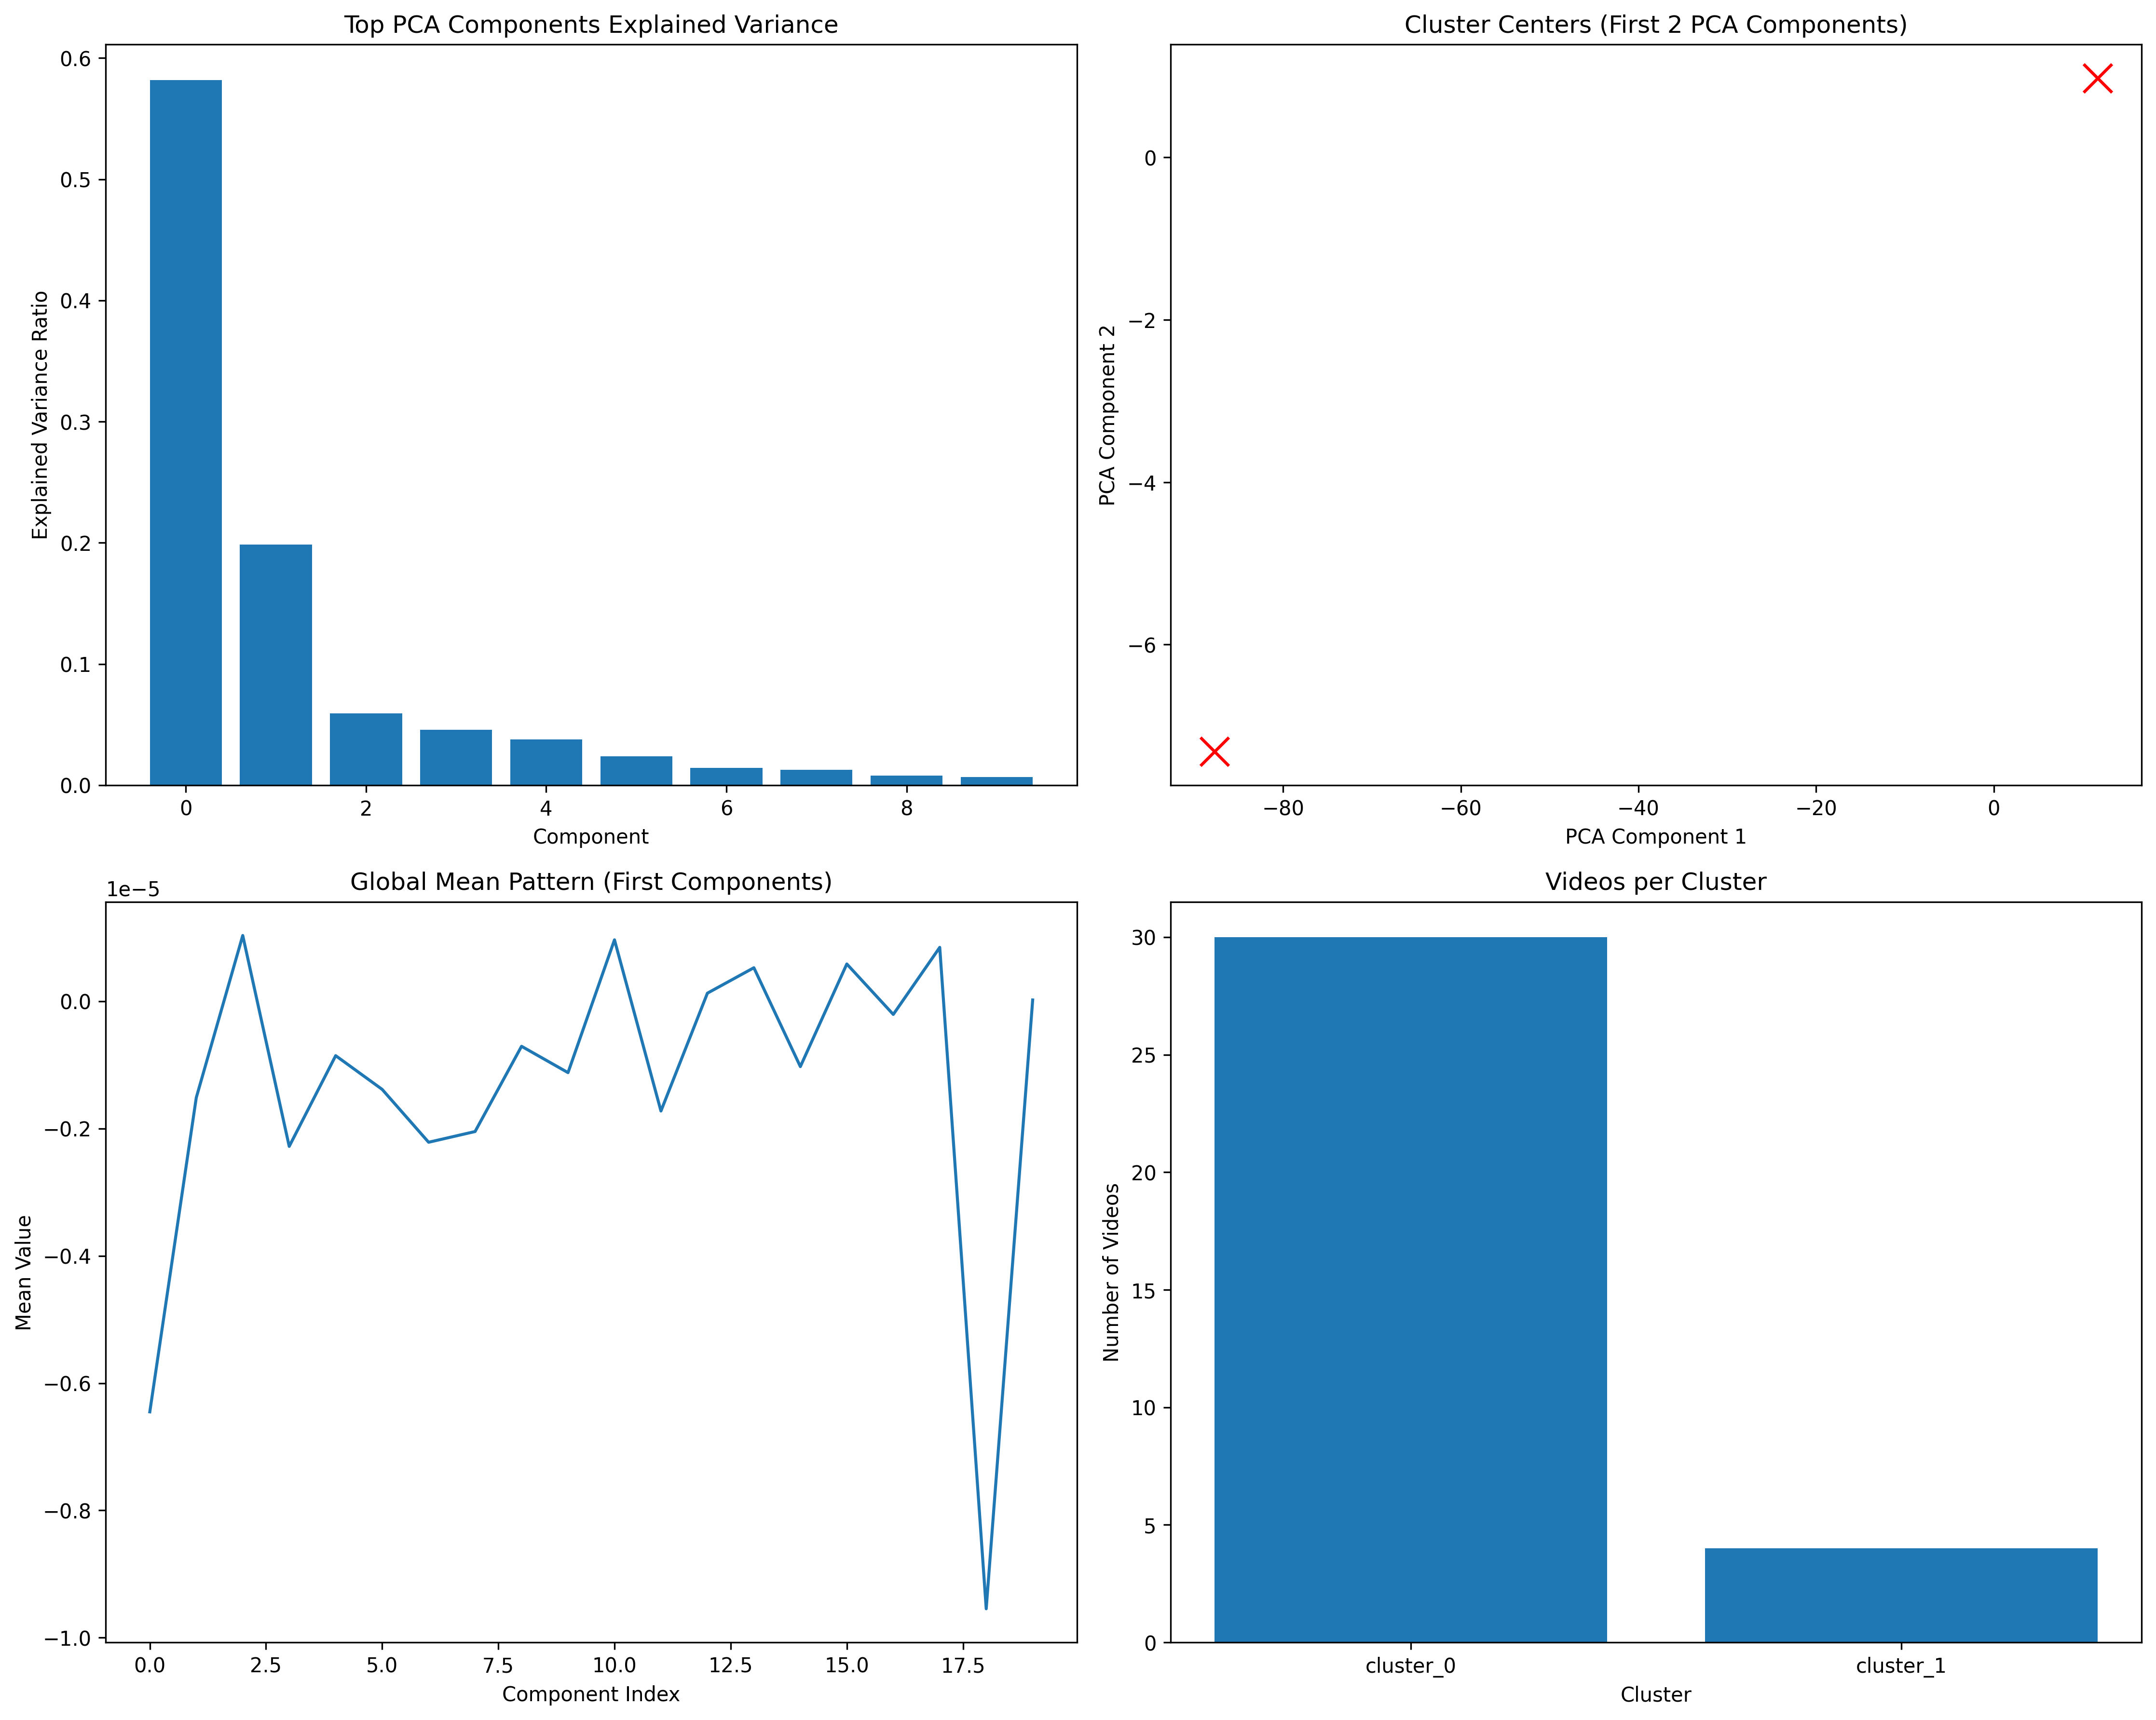 Top PCA Components Explained Variance
Explained Variance Ratio
0.6
0.5
0.4
0.3
0.2
0.1
0.0
0 2 4 6 8
Component
Cluster Centers (First 2 PCA Components)
PCA Component 2
0
−2
−4
−6
−80 −60 −40 −20 0
PCA Component 1
Global Mean Pattern (First Components)
1e−5
Mean Value
0.0
−0.2
−0.4
−0.6
−0.8
−1.0
0.0 2.5 5.0 7.5 10.0 12.5 15.0 17.5
Component Index
Videos per Cluster
Number of Videos
30
25
20
15
10
5
0
cluster_0 cluster_1
Cluster